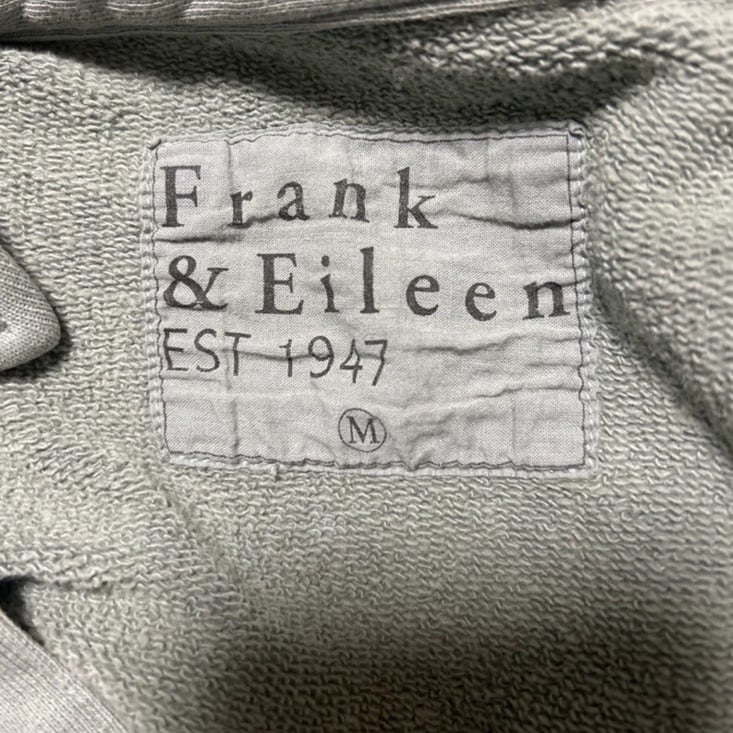 Frank
& Eileen
EST 1947
M